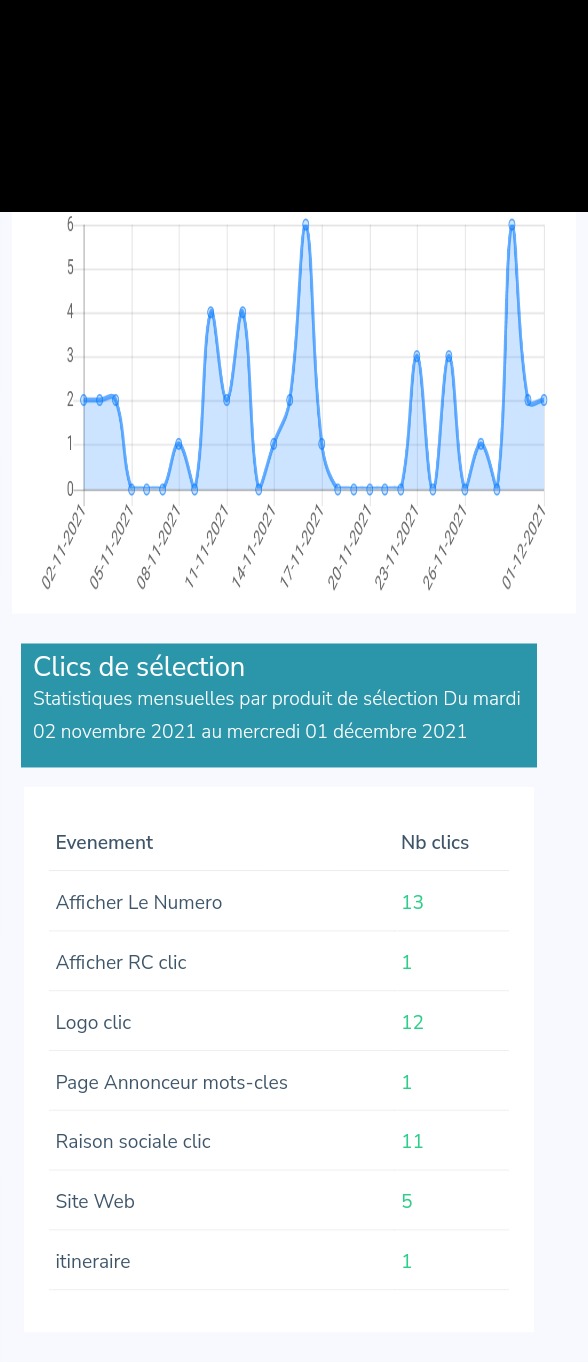 6
5
4
3
2
1
0
02-11-2021
05-11-2021
08-11-2021
11-11-2021
14-11-2021
17-11-2021
20-11-2021
23-11-2021
26-11-2021
01-12-2021
Clics de sélection
Statistiques mensuelles par produit de sélection Du mardi
02 novembre 2021 au mercredi 01 décembre 2021
Evenement Nb clics
Afficher Le Numero 13
Afficher RC clic 1
Logo clic 12
Page Annonceur mots-cles 1
Raison sociale clic 11
Site Web 5
itineraire 1